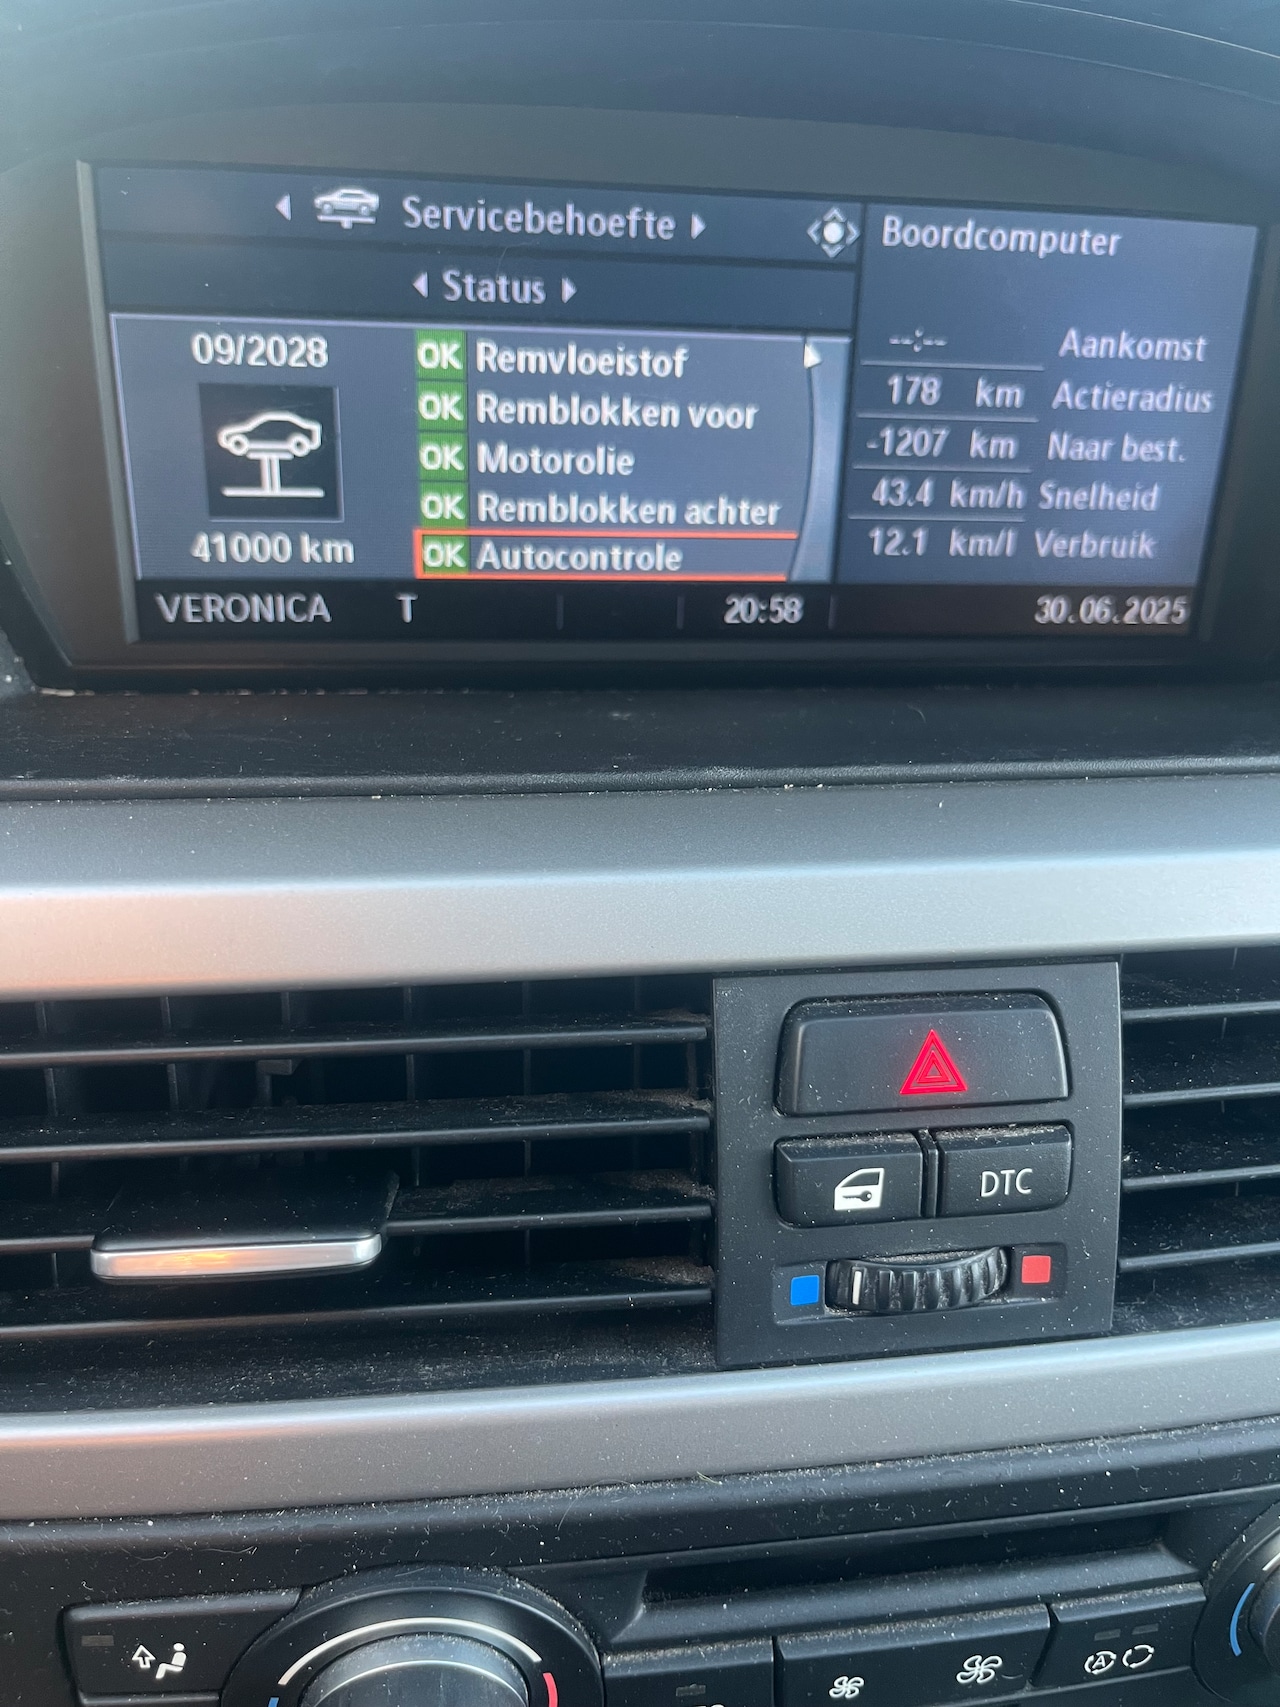 Servicebehoefte
Status
09/2028
41000 km
OK Remvloeistof
OK Remblokken voor
OK Motorolie
OK Remblokken achter
OK Autocontrole
Boordcomputer
--:-- Aankomst
178 km Actieradius
-1207 km Naar best.
43.4 km/h Snelheid
12.1 km/l Verbruik
VERONICA T 20:58 30.06.2025
DTC
A